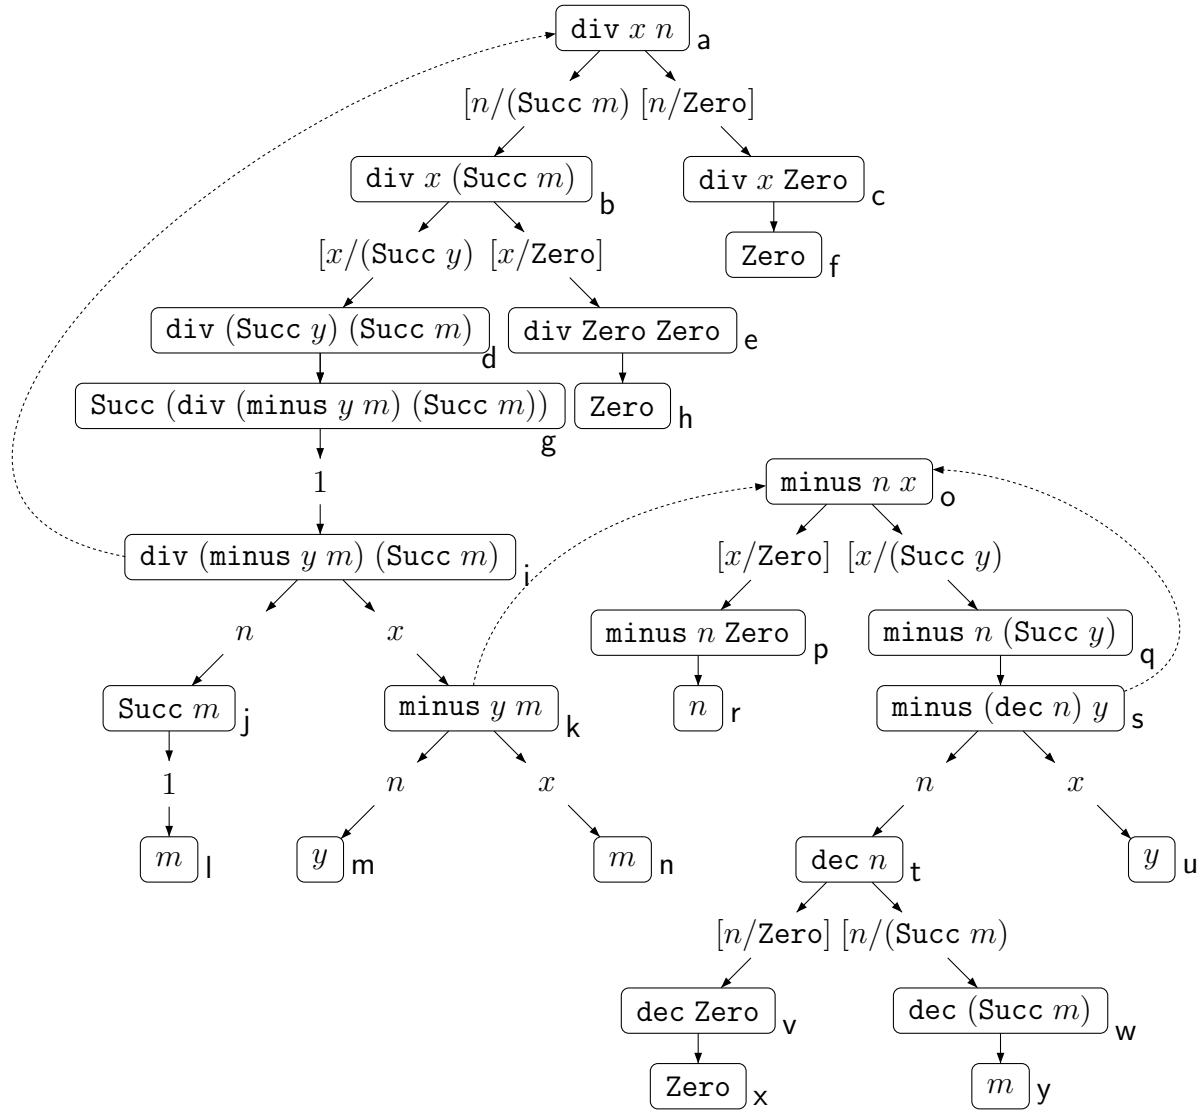 div x n a
[n/(Succ m) [n/Zero]
div x (Succ m) b
div x Zero c
[x/(Succ y) [x/Zero]
Zero f
div (Succ y) (Succ m) d
div Zero Zero e
Succ (div (minus y m) (Succ m)) g
Zero h
1
minus n x o
div (minus y m) (Succ m) i
[x/Zero] [x/(Succ y)
n x
minus n Zero p
minus n (Succ y) q
Succ m j
minus y m k
n r
minus (dec n) y s
1
n x
n x
m l
y m
m n
dec n t
y u
[n/Zero] [n/(Succ m)
dec Zero v
dec (Succ m) w
Zero x
m y